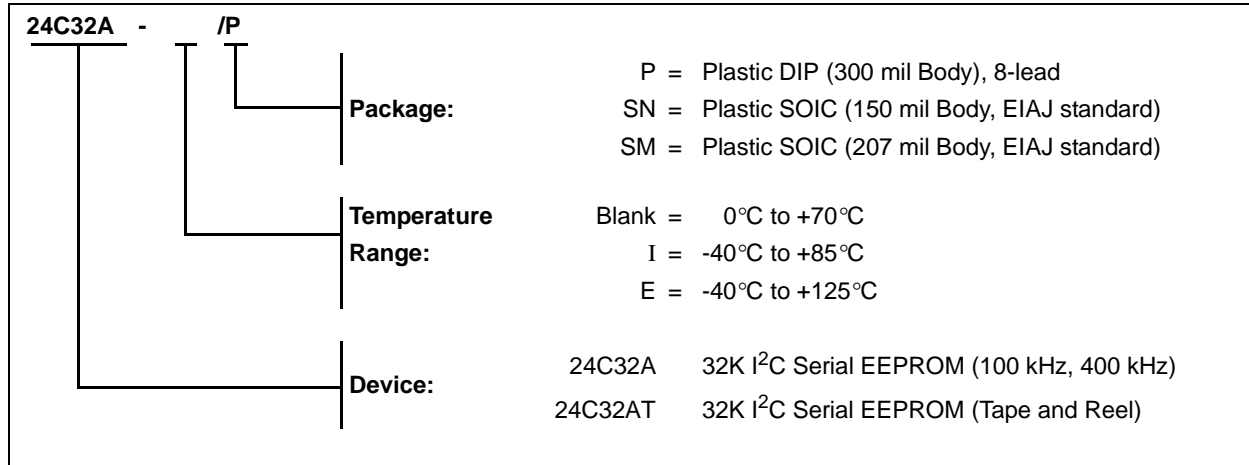 24C32A - /P
P = Plastic DIP (300 mil Body), 8-lead
Package: SN = Plastic SOIC (150 mil Body, EIAJ standard)
SM = Plastic SOIC (207 mil Body, EIAJ standard)
Temperature Blank = 0°C to +70°C
Range: I = -40°C to +85°C
E = -40°C to +125°C
24C32A 32K I²C Serial EEPROM (100 kHz, 400 kHz)
Device:
24C32AT 32K I²C Serial EEPROM (Tape and Reel)